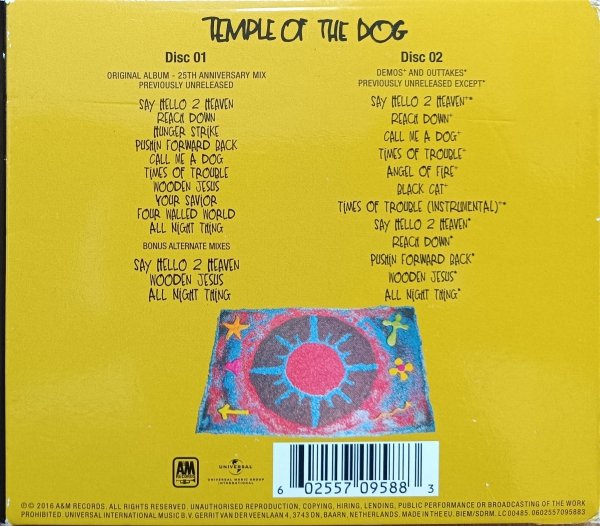 TEMPLE OF THE DOG
Disc 01
ORIGINAL ALBUM - 25TH ANNIVERSARY MIX
PREVIOUSLY UNRELEASED
SAY HELLO 2 HEAVEN
REACH DOWN
HUNGER STRIKE
PUSHIN FORWARD BACK
CALL ME A DOG
TIMES OF TROUBLE
WOODEN JESUS
YOUR SAVIOR
FOUR WALLED WORLD
ALL NIGHT THING
BONUS ALTERNATE MIXES
SAY HELLO 2 HEAVEN
WOODEN JESUS
ALL NIGHT THING
Disc 02
DEMOS+ AND OUTTAKES*
PREVIOUSLY UNRELEASED EXCEPT*
SAY HELLO 2 HEAVEN+*
REACH DOWN+
CALL ME A DOG+
TIMES OF TROUBLE+
ANGEL OF FIRE+
BLACK CAT+
TIMES OF TROUBLE (INSTRUMENTAL)+*
SAY HELLO 2 HEAVEN*
REACH DOWN*
PUSHIN FORWARD BACK*
WOODEN JESUS*
ALL NIGHT THING*
A&M
RECORDS
UNIVERSAL
UNIVERSAL MUSIC GROUP
INTERNATIONAL
6 02557 09588 3
℗ © 2016 A&M RECORDS. ALL RIGHTS RESERVED. UNAUTHORISED REPRODUCTION, COPYING, HIRING, LENDING, PUBLIC PERFORMANCE OR BROADCASTING OF THE WORK
PROHIBITED. UNIVERSAL INTERNATIONAL MUSIC B.V. GERRIT VAN DER VEENLAAN 4, 3743 DN, BAARN, NETHERLANDS. MADE IN THE EU. BIEM/SDRM. LC00485. 0602557095883